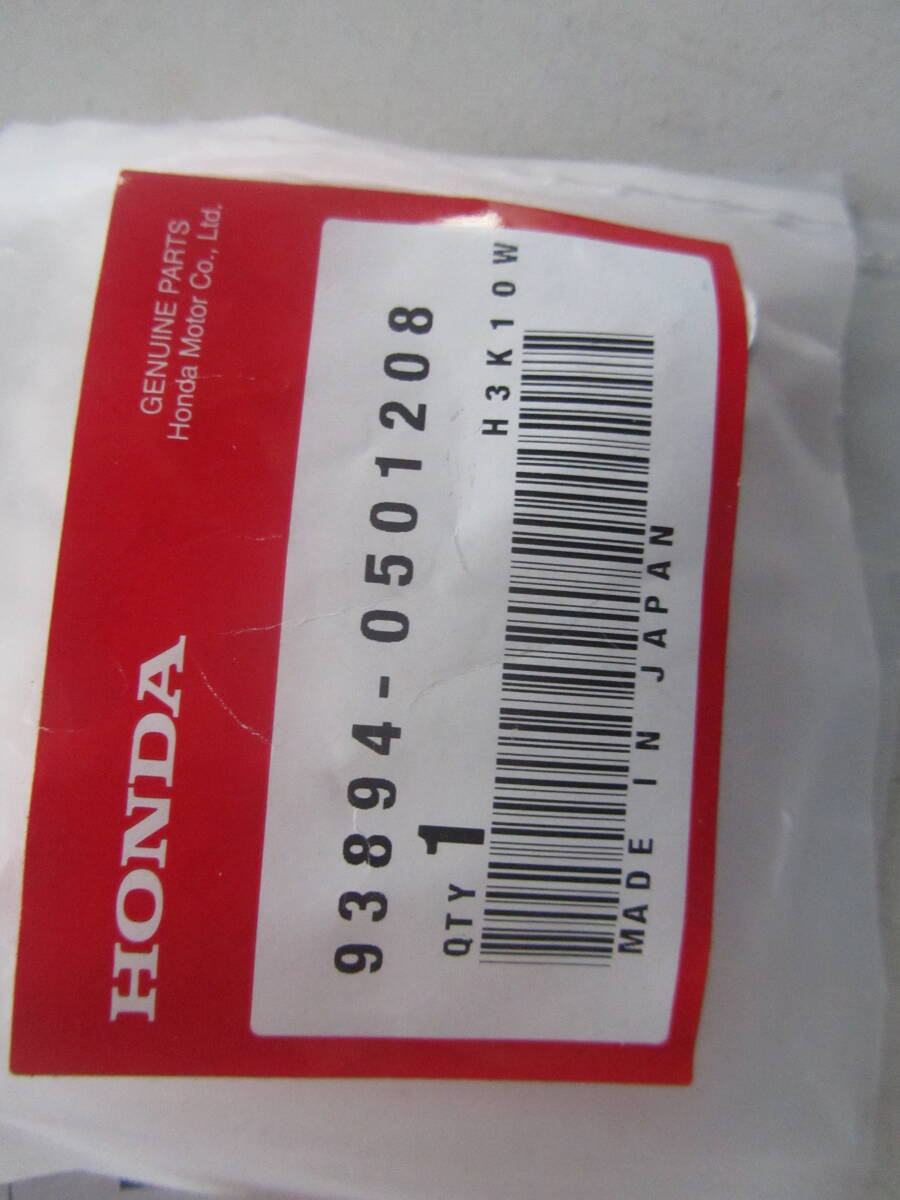 HONDA
GENUINE PARTS
Honda Motor Co., Ltd.
93894-0501208
QTY 1
H3K10W
MADE IN JAPAN